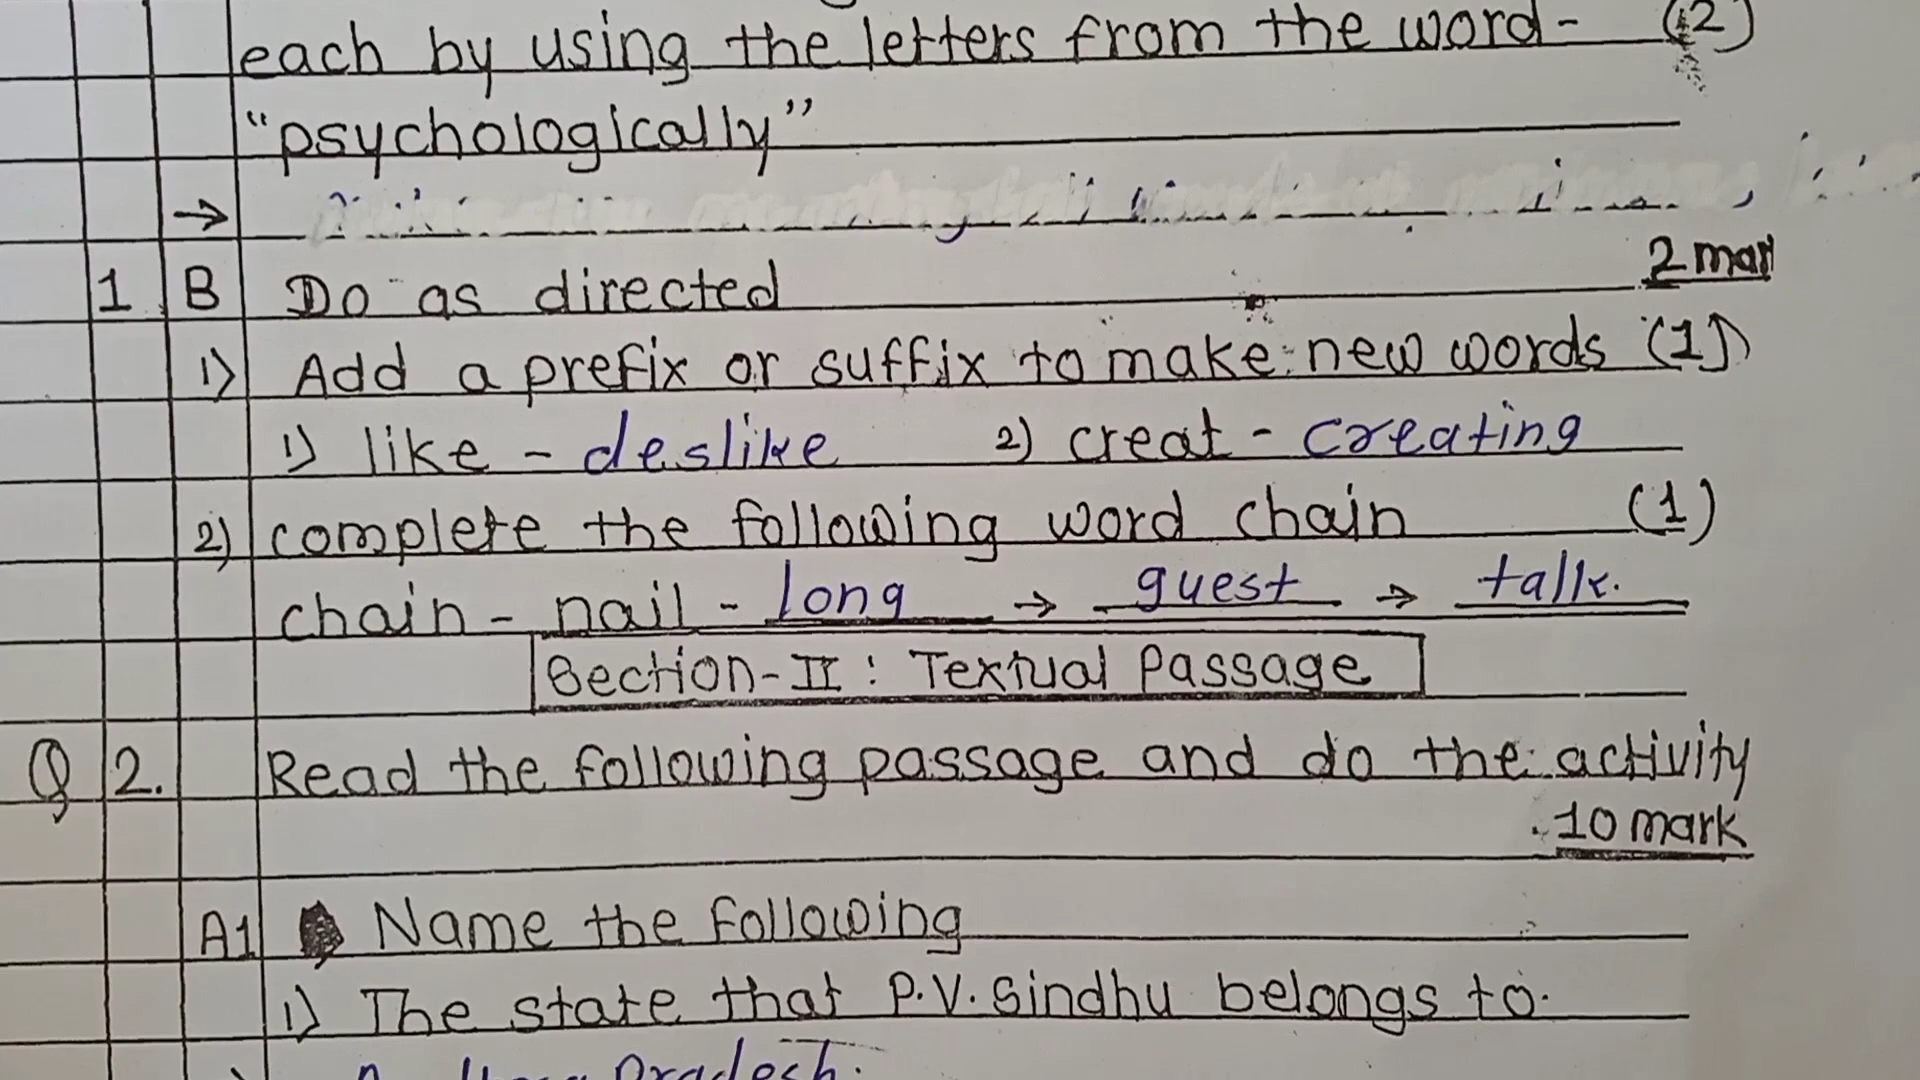 each by using the letters from the word- (2)
"psychologically"
→
1 B Do as directed 2 mar
1) Add a prefix or suffix to make new words (1)
1) like - deslike 2) creat - creating
2) complete the following word chain (1)
chain - nail - long → guest → talk.
Section-II : Textual Passage
Q 2. Read the following passage and do the activity
10 mark
A1 Name the following
1) The state that P.V. Sindhu belongs to.
Pradesh.